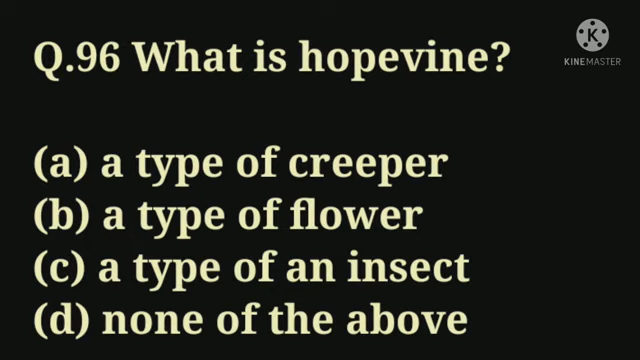 Q.96 What is hopevine?
K
KINEMASTER
(a) a type of creeper
(b) a type of flower
(c) a type of an insect
(d) none of the above